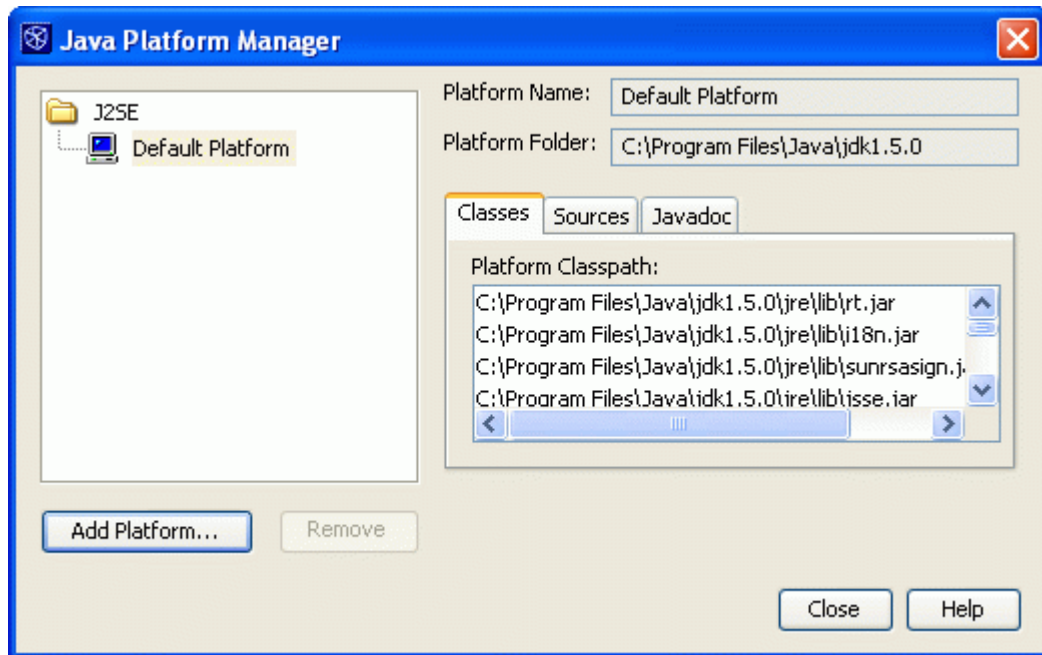 Java Platform Manager
J2SE
Default Platform
Platform Name: Default Platform
Platform Folder: C:\Program Files\Java\jdk1.5.0
Classes Sources Javadoc
Platform Classpath:
C:\Program Files\Java\jdk1.5.0\jre\lib\rt.jar
C:\Program Files\Java\jdk1.5.0\jre\lib\i18n.jar
C:\Program Files\Java\jdk1.5.0\jre\lib\sunrsasign.j
C:\Program Files\Java\jdk1.5.0\jre\lib\jsse.jar
Add Platform... Remove
Close Help